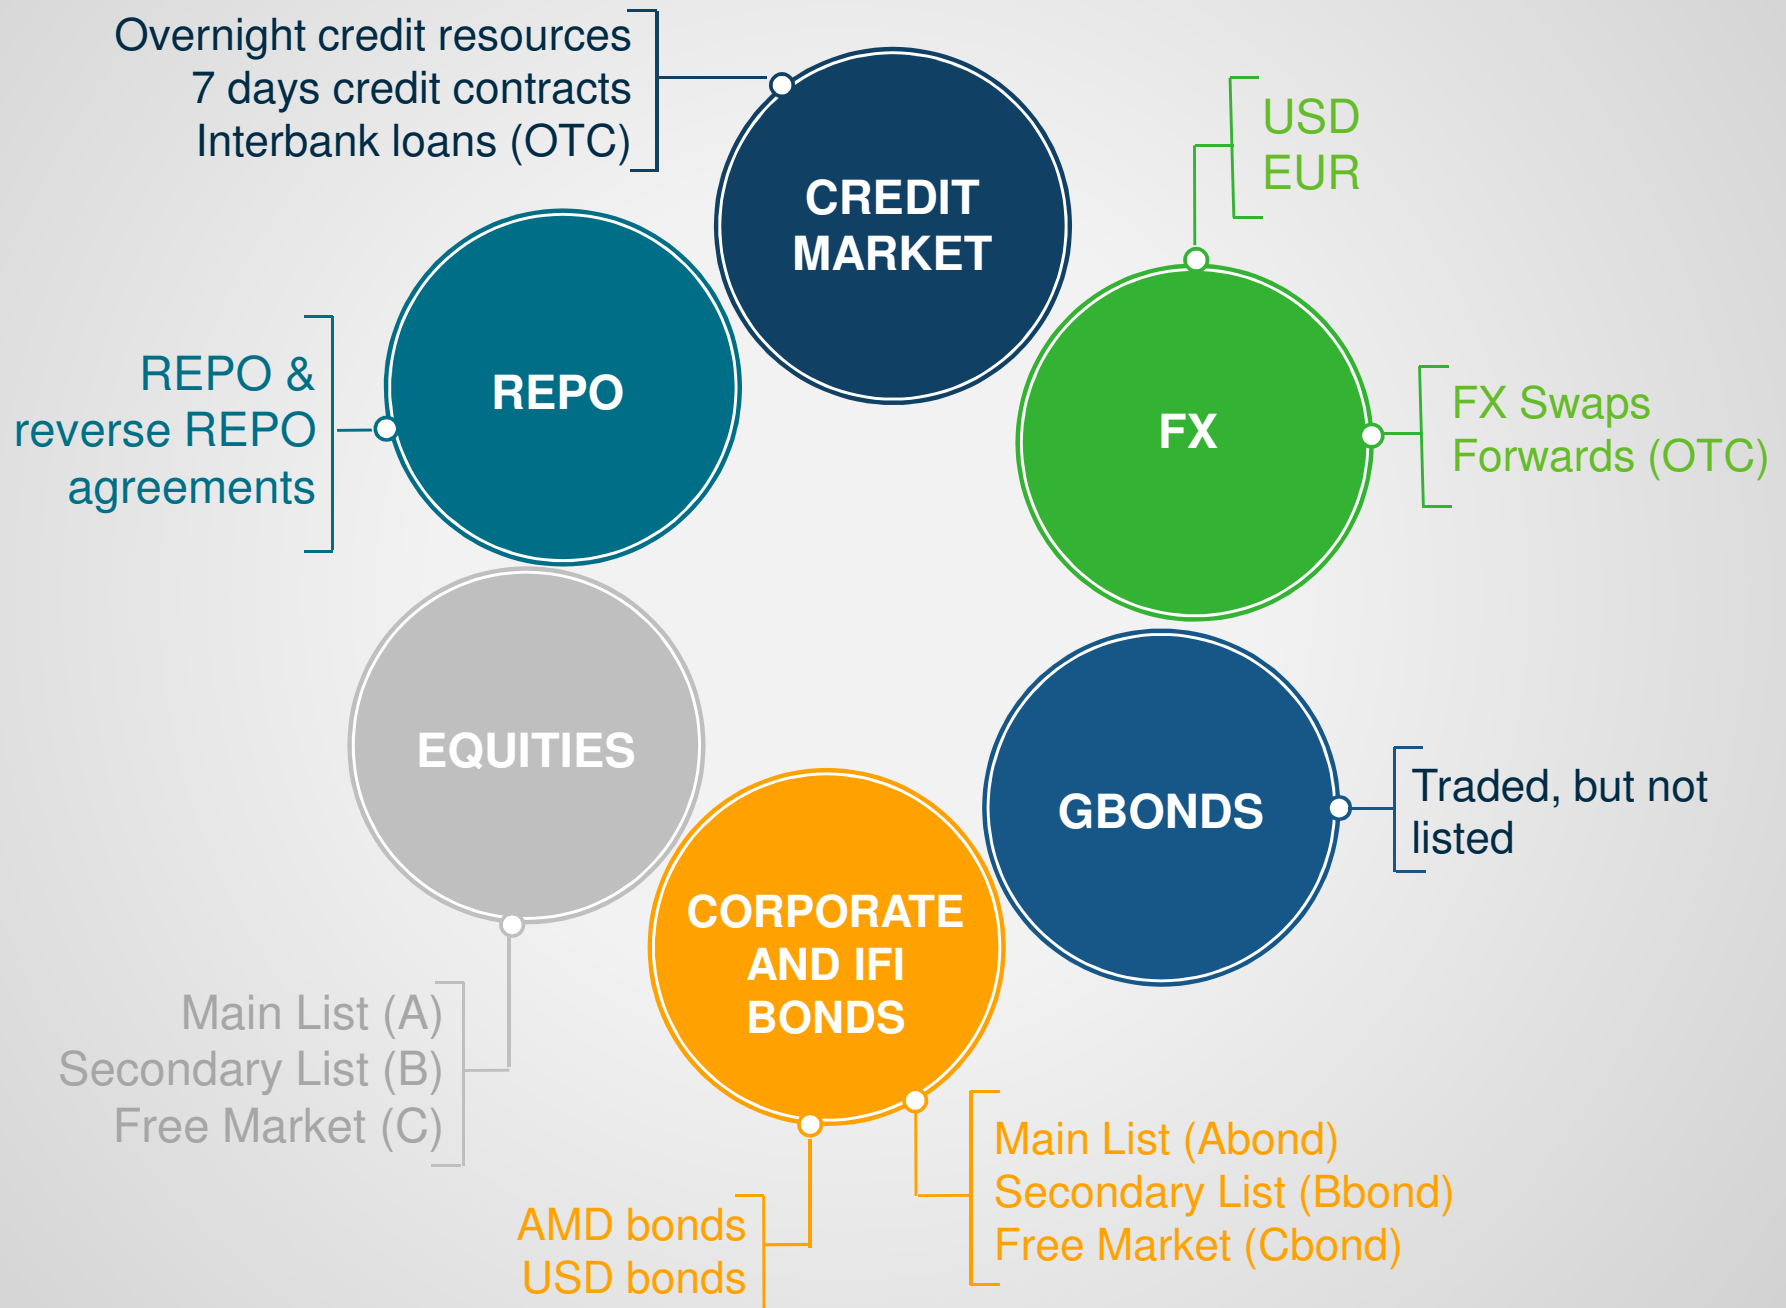 Overnight credit resources
7 days credit contracts
Interbank loans (OTC)
CREDIT
MARKET
USD
EUR
FX
FX Swaps
Forwards (OTC)
REPO
REPO &
reverse REPO
agreements
EQUITIES
Main List (A)
Secondary List (B)
Free Market (C)
GBONDS
Traded, but not
listed
CORPORATE
AND IFI
BONDS
AMD bonds
USD bonds
Main List (Abond)
Secondary List (Bbond)
Free Market (Cbond)